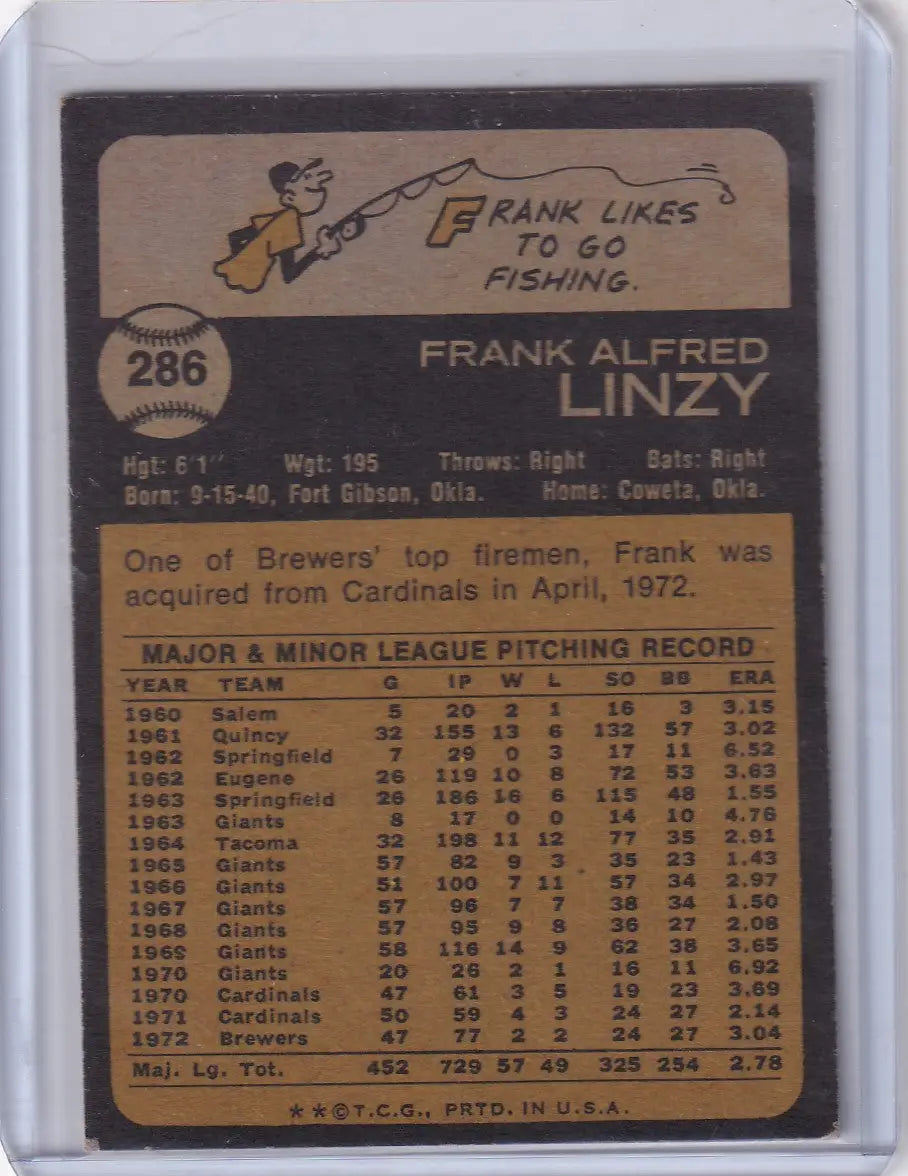 FRANK LIKES
TO GO
FISHING.
286
FRANK ALFRED
LINZY
Hgt: 6'1" Wgt: 195 Throws: Right Bats: Right
Born: 9-15-40, Fort Gibson, Okla. Home: Coweta, Okla.
One of Brewers' top firemen, Frank was
acquired from Cardinals in April, 1972.
MAJOR & MINOR LEAGUE PITCHING RECORD
YEAR TEAM G IP W L SO BB ERA
1960 Salem 5 20 2 1 16 3 3.15
1961 Quincy 32 155 13 6 132 57 3.02
1962 Springfield 7 29 0 3 17 11 6.52
1962 Eugene 26 119 10 8 72 53 3.63
1963 Springfield 26 186 16 6 115 48 1.55
1963 Giants 8 17 0 0 14 10 4.76
1964 Tacoma 32 198 11 12 77 35 2.91
1965 Giants 57 82 9 3 35 23 1.43
1966 Giants 51 100 7 11 57 34 2.97
1967 Giants 57 96 7 7 38 34 1.50
1968 Giants 57 95 9 8 36 27 2.08
1969 Giants 58 116 14 9 62 38 3.65
1970 Giants 20 26 2 1 16 11 6.92
1970 Cardinals 47 61 3 5 19 23 3.69
1971 Cardinals 50 59 4 3 24 27 2.14
1972 Brewers 47 77 2 2 24 27 3.04
Maj. Lg. Tot. 452 729 57 49 325 254 2.78
* * © T.C.G., PRTD. IN U.S.A.